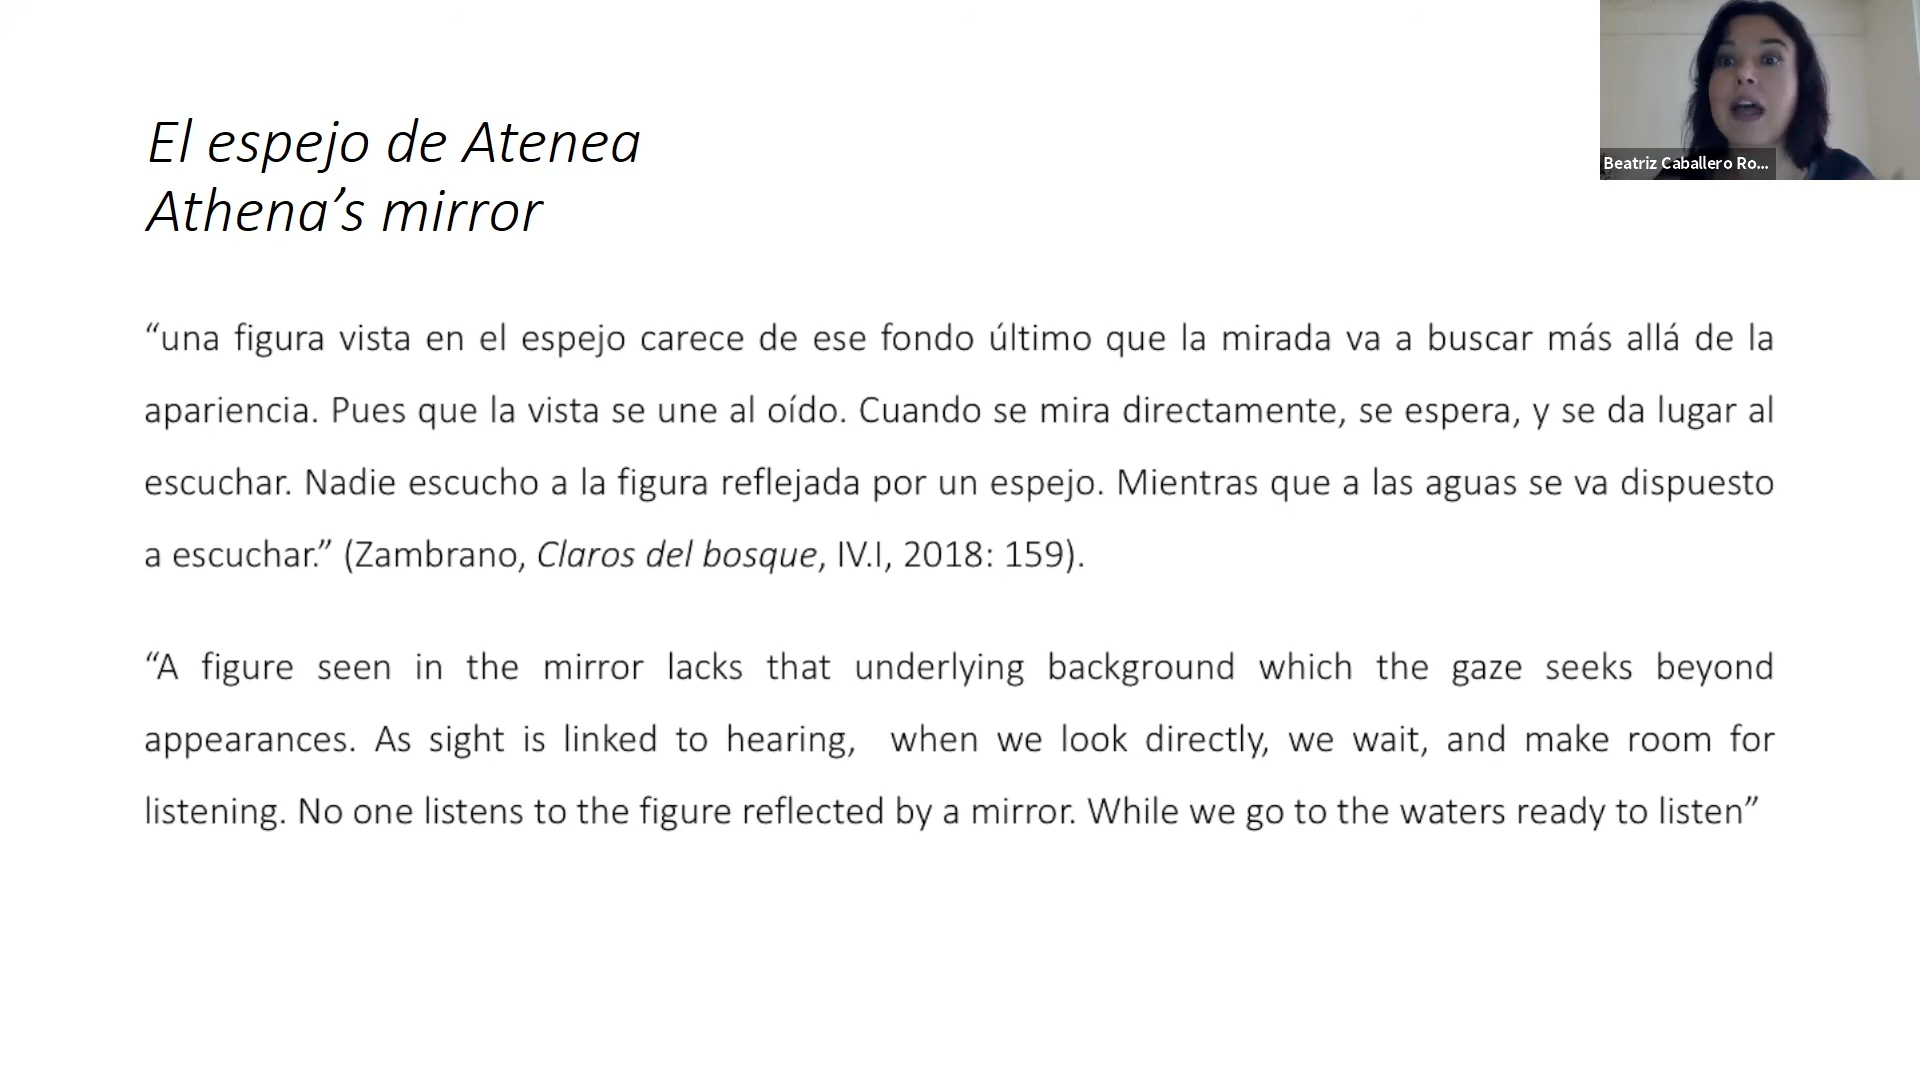 El espejo de Atenea
Athena’s mirror
Beatriz Caballero Ro...
“una figura vista en el espejo carece de ese fondo último que la mirada va a buscar más allá de la
apariencia. Pues que la vista se une al oído. Cuando se mira directamente, se espera, y se da lugar al
escuchar. Nadie escucho a la figura reflejada por un espejo. Mientras que a las aguas se va dispuesto
a escuchar.” (Zambrano, Claros del bosque, IV.I, 2018: 159).
“A figure seen in the mirror lacks that underlying background which the gaze seeks beyond
appearances. As sight is linked to hearing, when we look directly, we wait, and make room for
listening. No one listens to the figure reflected by a mirror. While we go to the waters ready to listen”